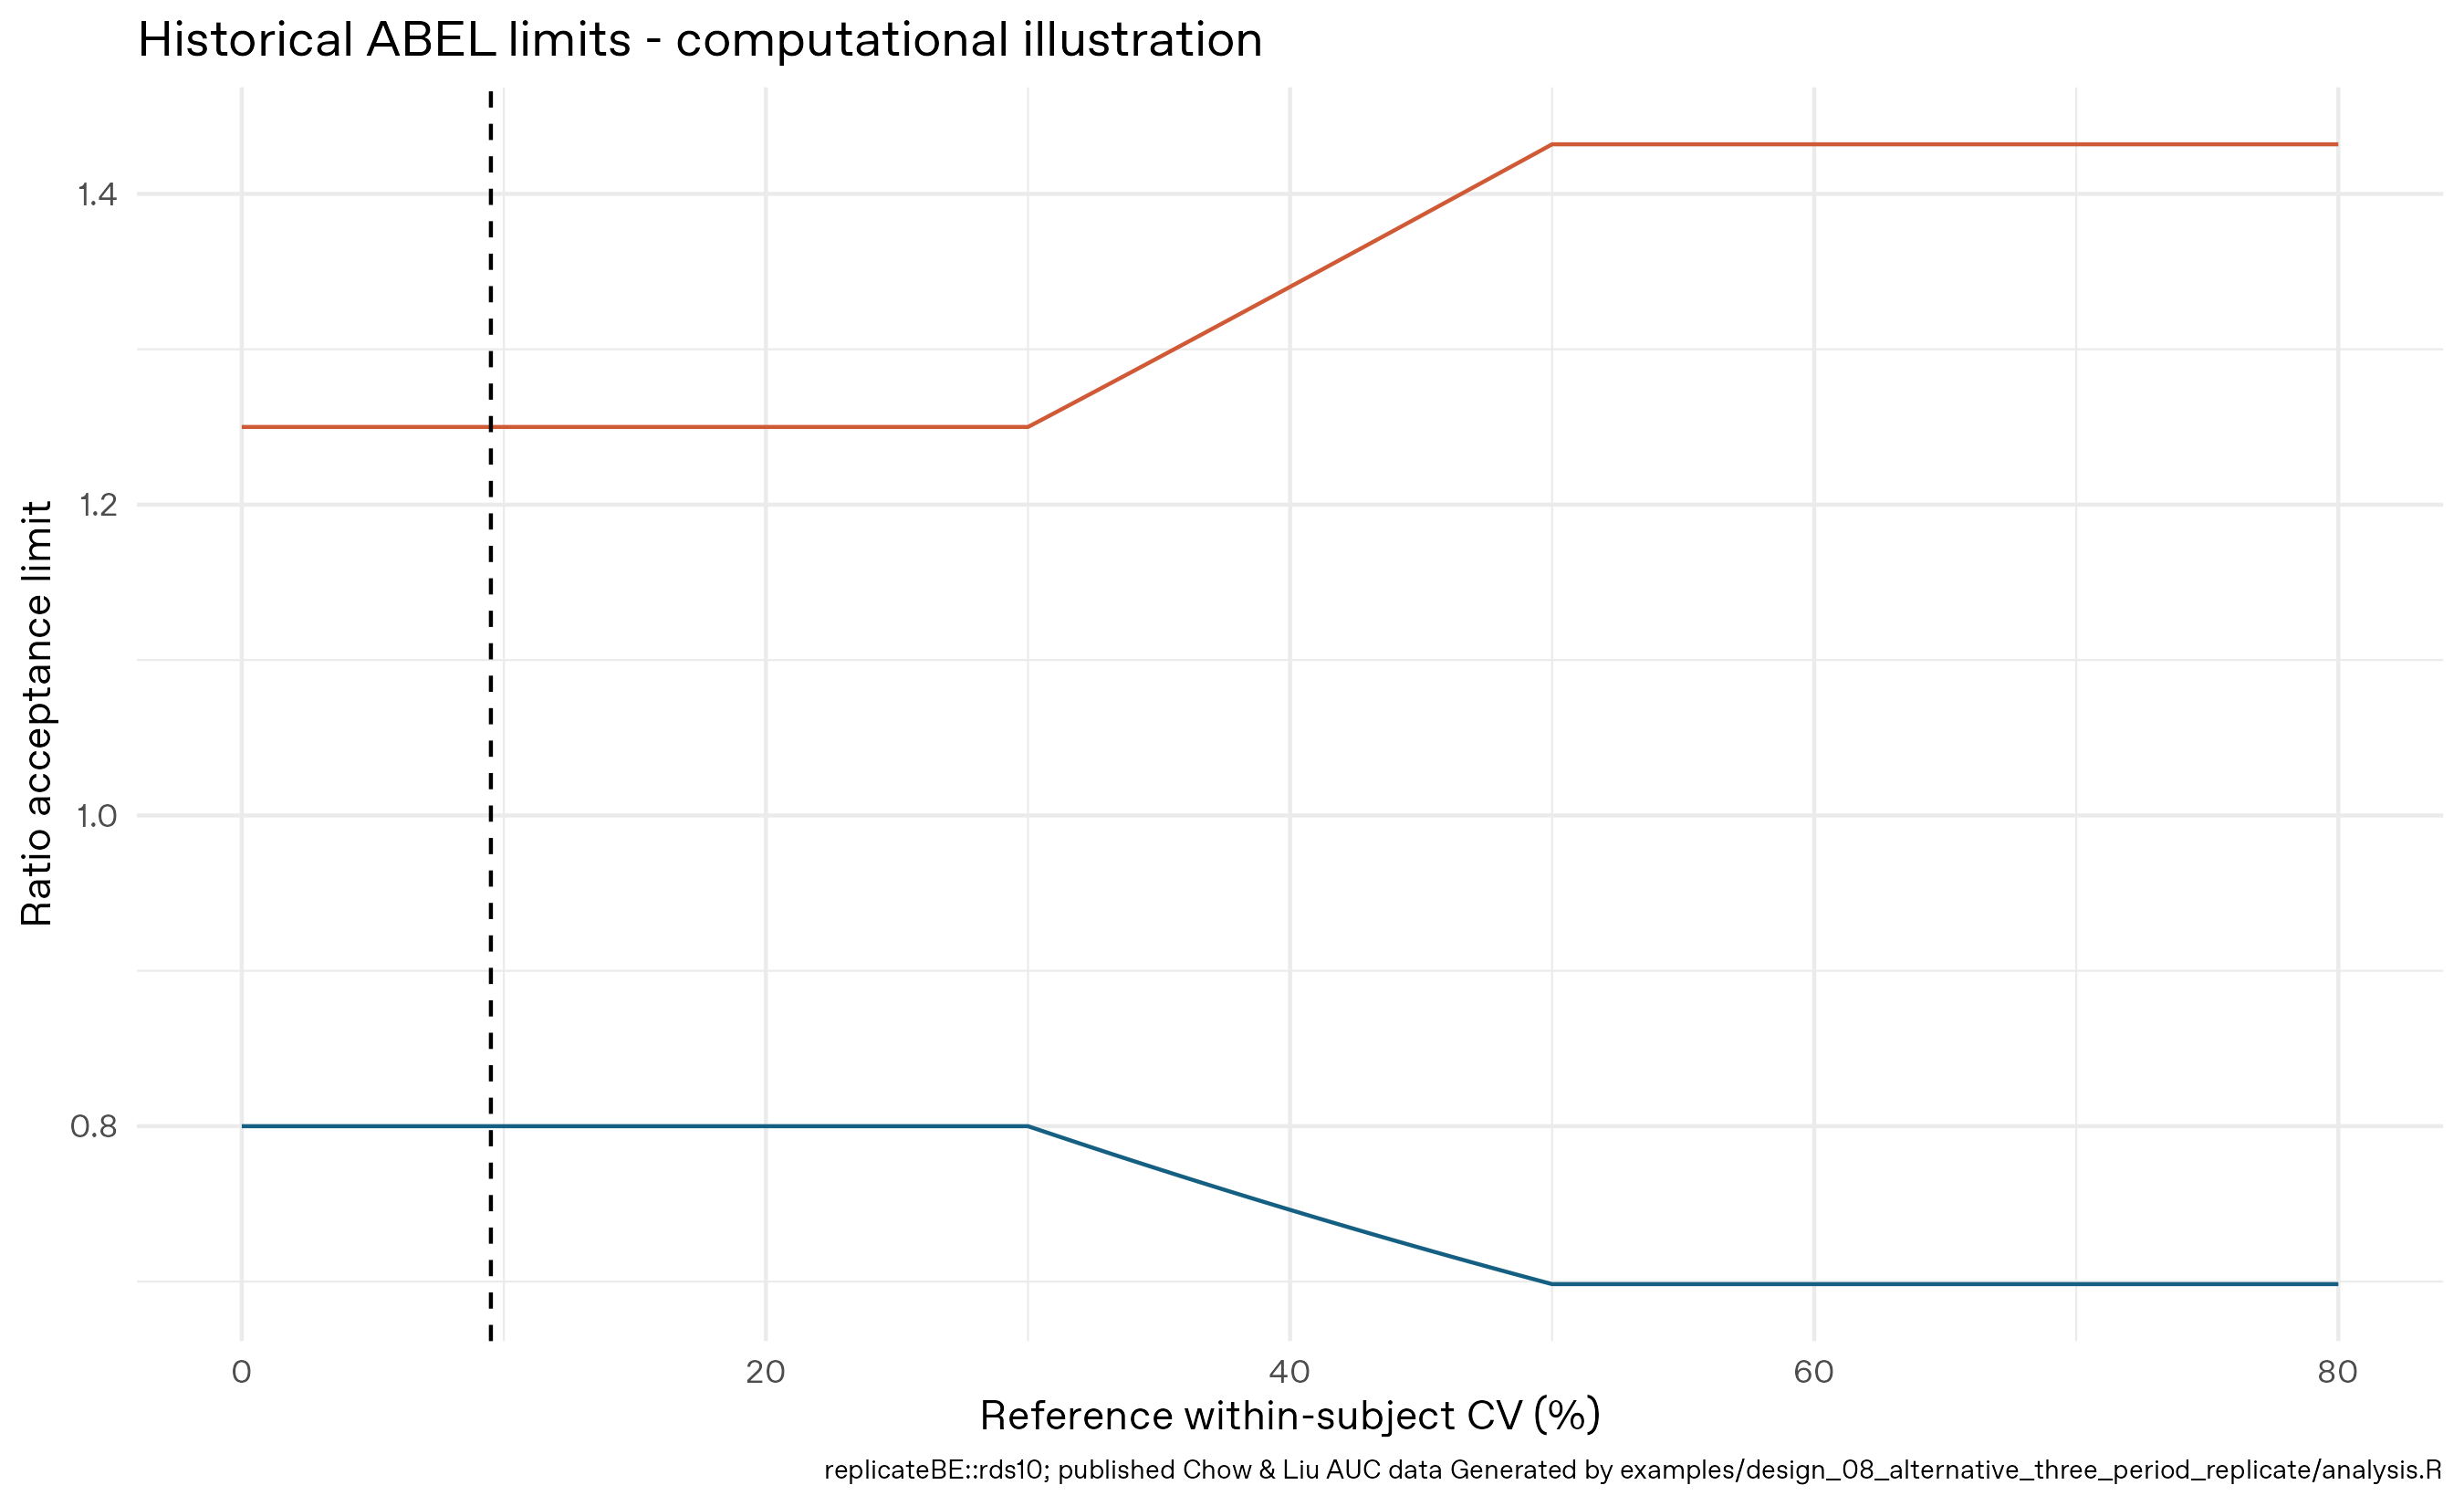 Historical ABEL limits - computational illustration
Ratio acceptance limit
1.4
1.2
1.0
0.8
0
20
40
60
80
Reference within-subject CV (%)
replicateBE::rds10; published Chow & Liu AUC data Generated by examples/design_08_alternative_three_period_replicate/analysis.R